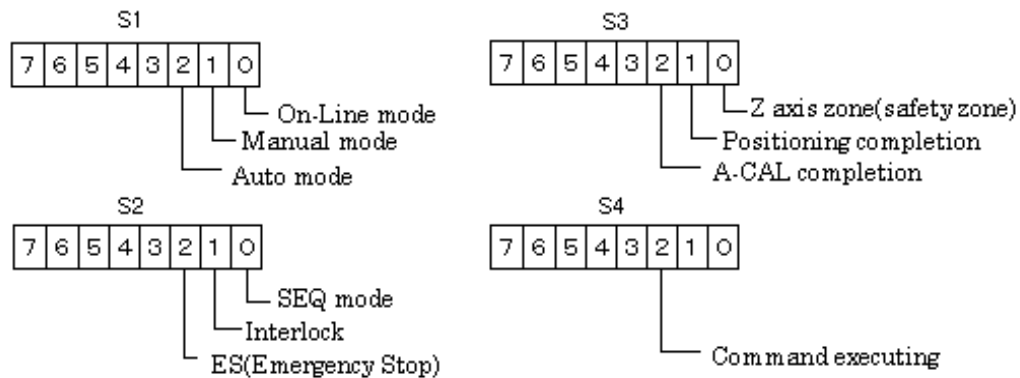 S1
7 6 5 4 3 2 1 0
On-Line mode
Manual mode
Auto mode
S3
7 6 5 4 3 2 1 0
Z axis zone(safety zone)
Positioning completion
A-CAL completion
S2
7 6 5 4 3 2 1 0
SEQ mode
Interlock
ES(Emergency Stop)
S4
7 6 5 4 3 2 1 0
Command executing